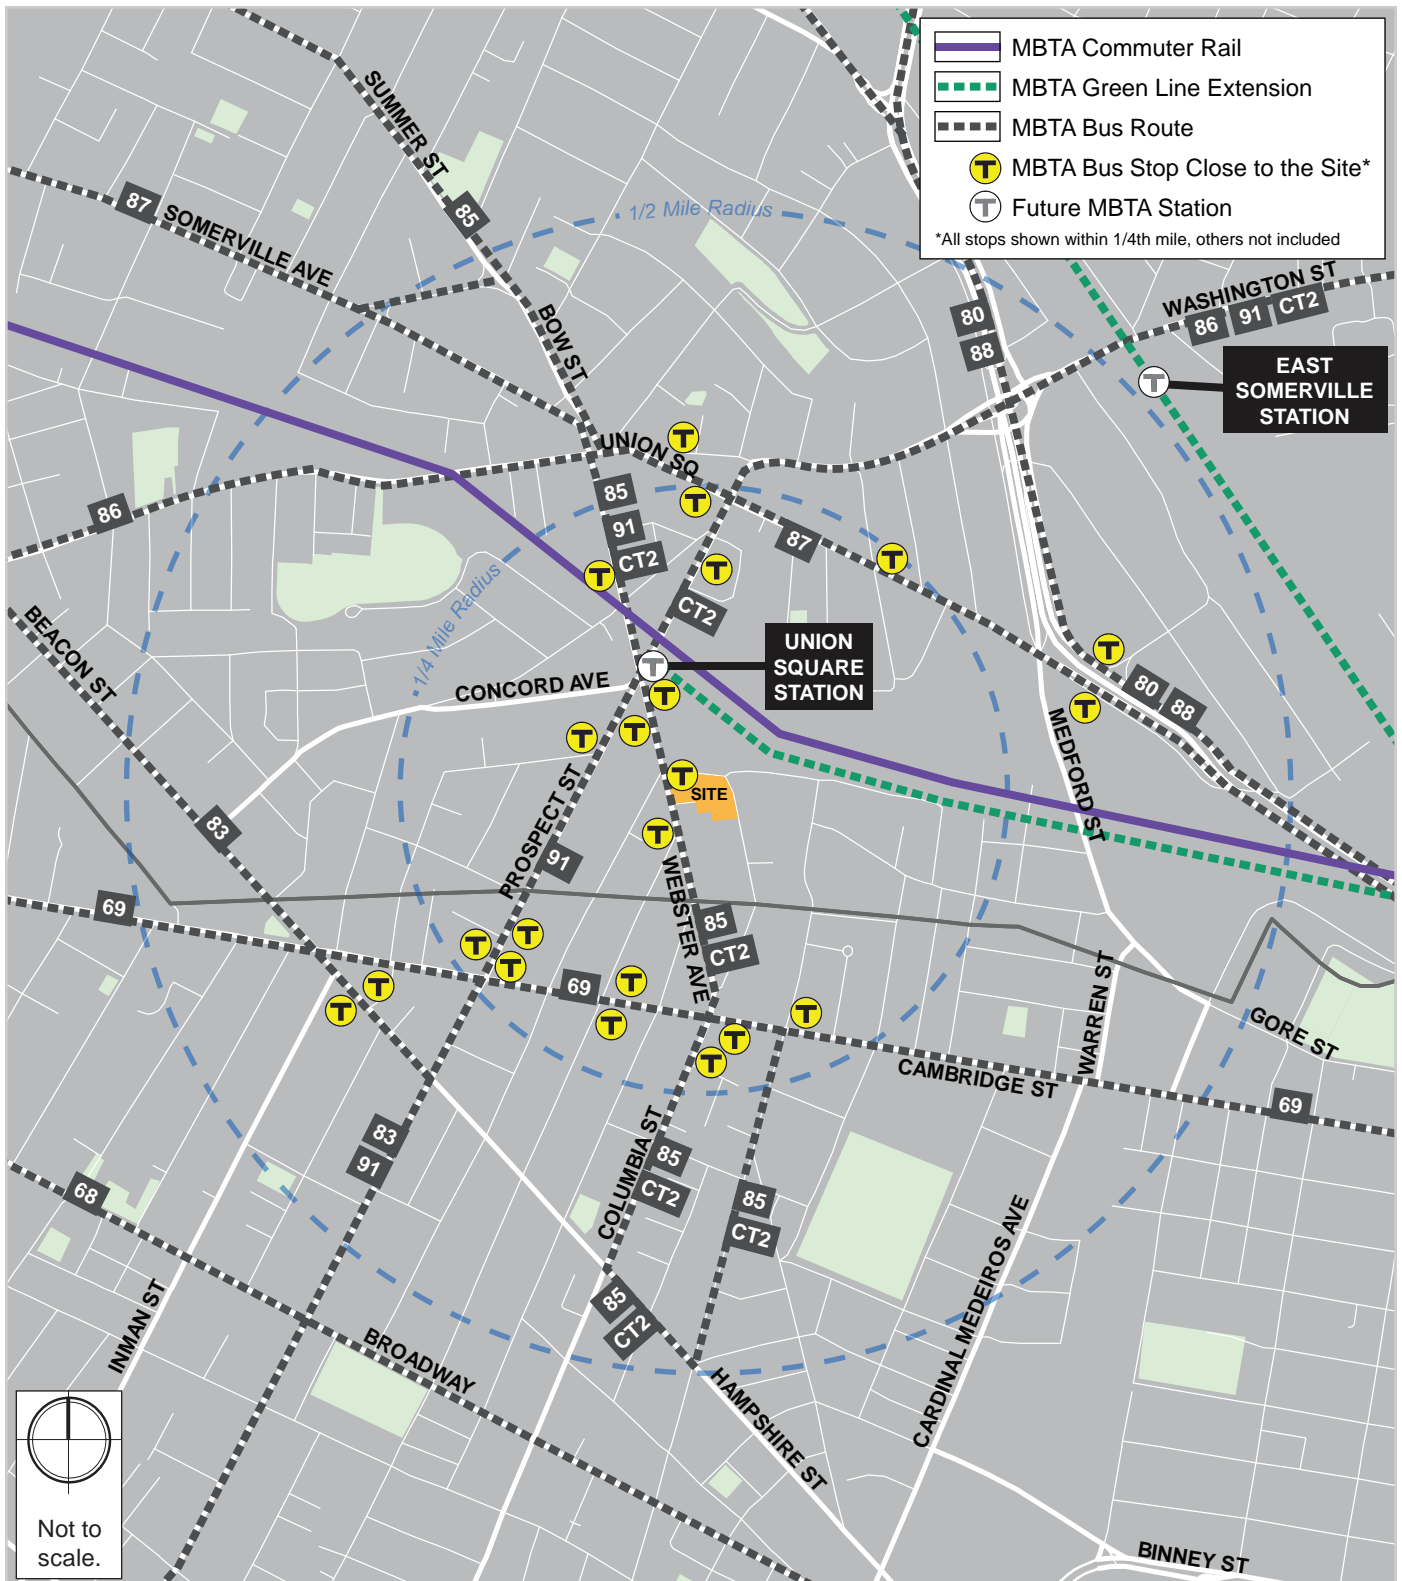 MBTA Commuter Rail
MBTA Green Line Extension
MBTA Bus Route
T MBTA Bus Stop Close to the Site*
T Future MBTA Station
*All stops shown within 1/4th mile, others not included
SUMMER ST
85
87
SOMERVILLE AVE
1/2 Mile Radius
WASHINGTON ST
86
91
CT2
80
88
BOW ST
EAST
SOMERVILLE
STATION
T
UNION SQ
T
T
85
91
CT2
86
87
T
T
T
CT2
1/4 Mile Radius
BEACON ST
UNION
SQUARE
STATION
T
T
CONCORD AVE
T
T
T
80
88
T
MEDFORD ST
T
SITE
PROSPECT ST
T
83
91
WEBSTER AVE
69
85
CT2
T
T
T
T
T
69
T
T
T
T
T
WARREN ST
GORE ST
CAMBRIDGE ST
69
83
91
COLUMBIA ST
85
CT2
85
CT2
68
CARDINAL MEDEIROS AVE
INMAN ST
85
CT2
BROADWAY
HAMPSHIRE ST
Not to
scale.
BINNEY ST